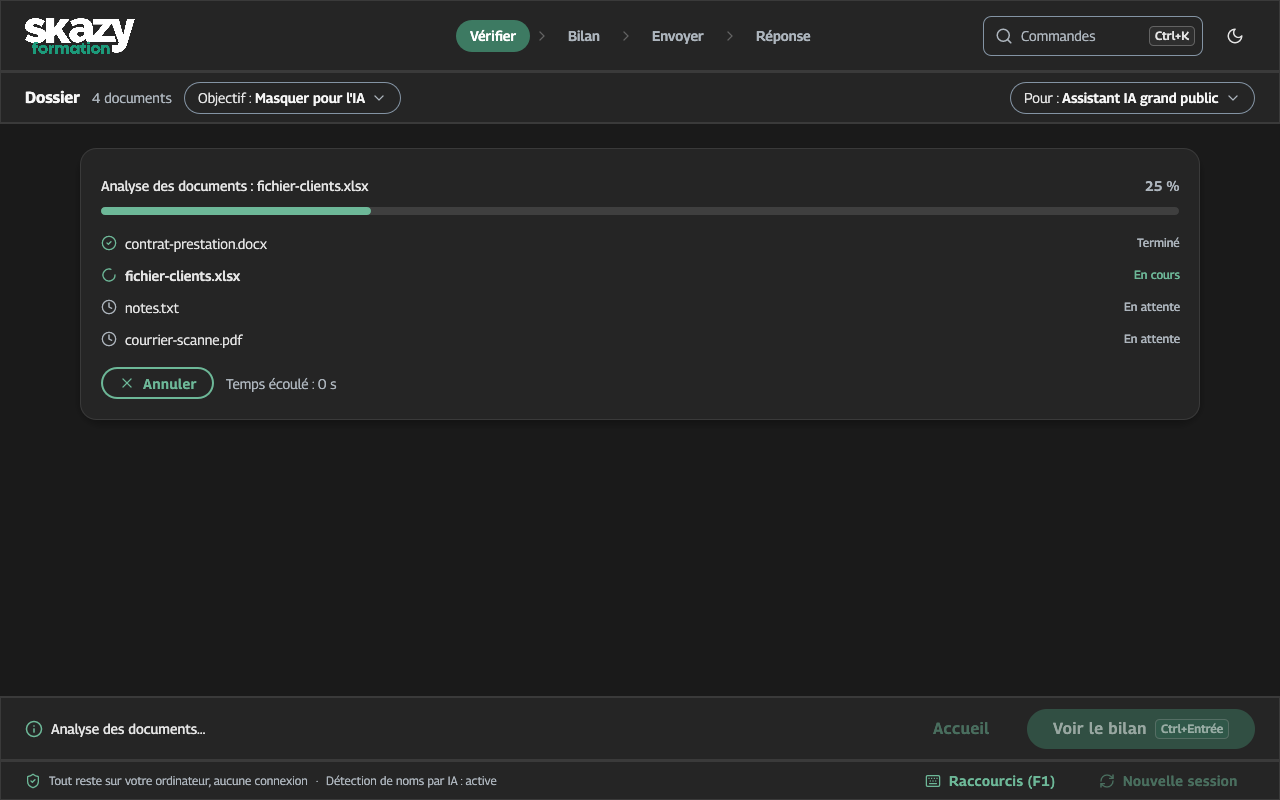 skazy
formation
Vérifier
Bilan
Envoyer
Réponse
Commandes
Ctrl+K
Dossier
4 documents
Objectif : Masquer pour l'IA
Pour : Assistant IA grand public
Analyse des documents : fichier-clients.xlsx
25 %
contrat-prestation.docx
Terminé
fichier-clients.xlsx
En cours
notes.txt
En attente
courrier-scanne.pdf
En attente
Annuler
Temps écoulé : 0 s
Analyse des documents...
Accueil
Voir le bilan
Ctrl+Entrée
Tout reste sur votre ordinateur, aucune connexion · Détection de noms par IA : active
Raccourcis (F1)
Nouvelle session